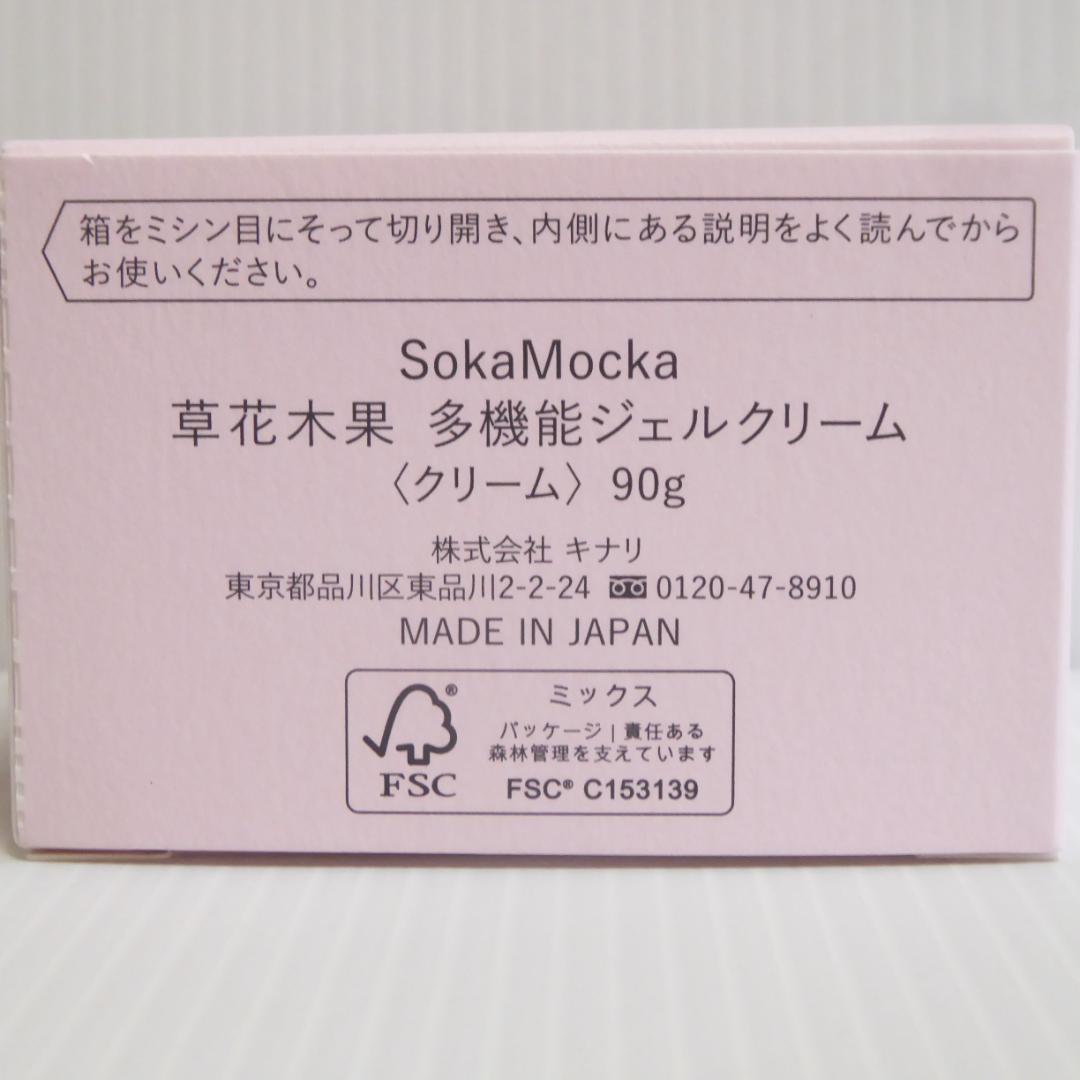 箱をミシン目にそって切り開き、内側にある説明をよく読んでから
お使いください。
SokaMocka
草花木果 多機能ジェルクリーム
〈クリーム〉 90g
株式会社 キナリ
東京都品川区東品川2-2-24 0120-47-8910
MADE IN JAPAN
ミックス
パッケージ | 責任ある
森林管理を支えています
FSC® C153139
®
FSC